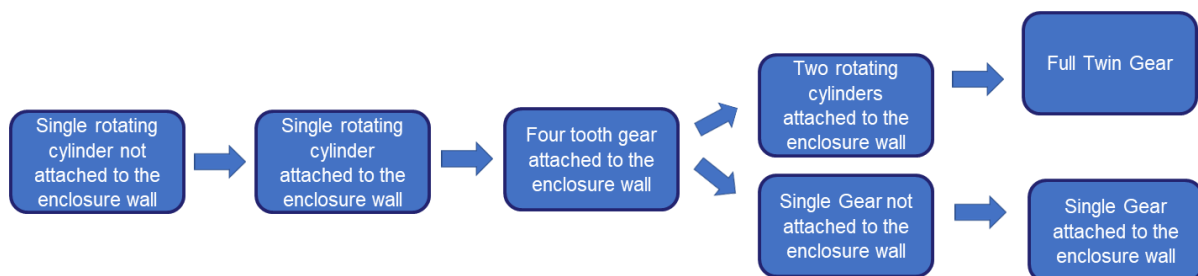 Single rotating
cylinder not
attached to the
enclosure wall
Single rotating
cylinder
attached to the
enclosure wall
Four tooth gear
attached to the
enclosure wall
Two rotating
cylinders
attached to the
enclosure wall
Full Twin Gear
Single Gear not
attached to the
enclosure wall
Single Gear
attached to the
enclosure wall